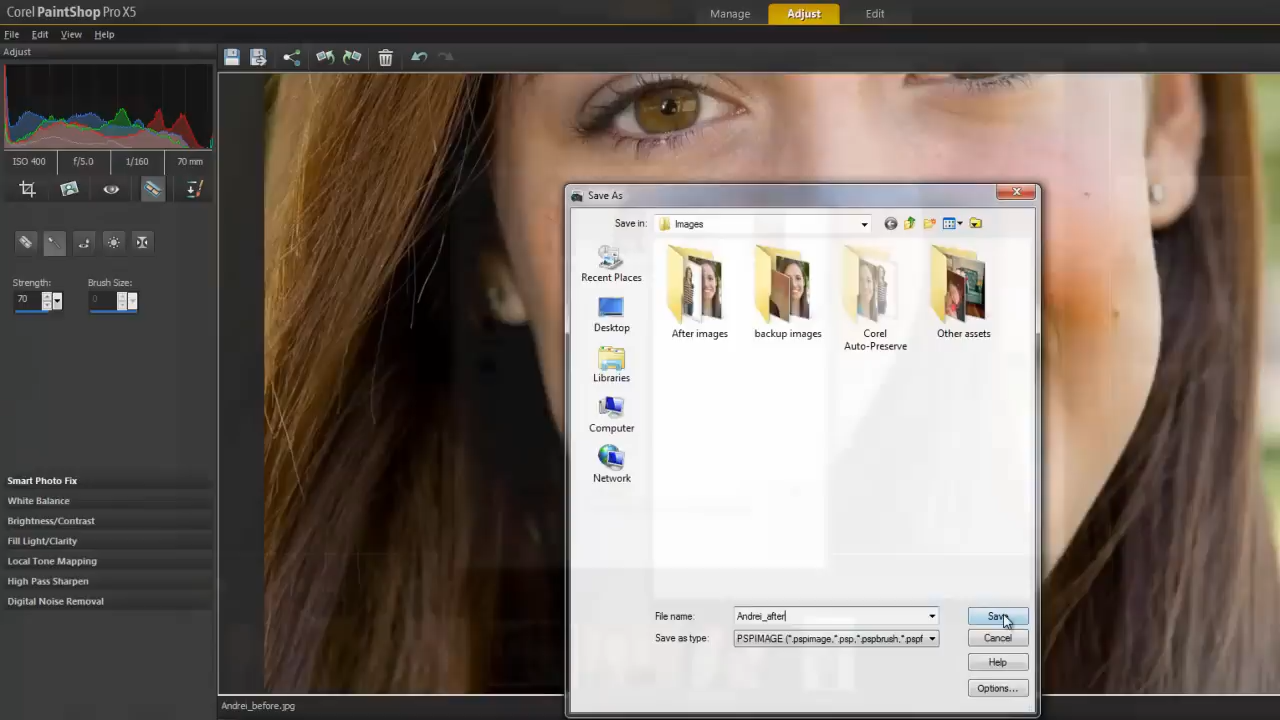 Corel PaintShop Pro X5
Manage
Adjust
Edit
File Edit View Help
Adjust
ISO 400 f/5.0 1/160 70 mm
Strength: Brush Size:
70 0
Smart Photo Fix
White Balance
Brightness/Contrast
Fill Light/Clarity
Local Tone Mapping
High Pass Sharpen
Digital Noise Removal
Save As
Save in: Images
Recent Places
Desktop
Libraries
Computer
Network
After images
backup images
Corel
Auto-Preserve
Other assets
File name: Andrei_after
Save as type: PSPIMAGE (*.pspimage,*.psp,*.pspbrush,*.pspf
Save
Cancel
Help
Options...
Andrei_before.jpg